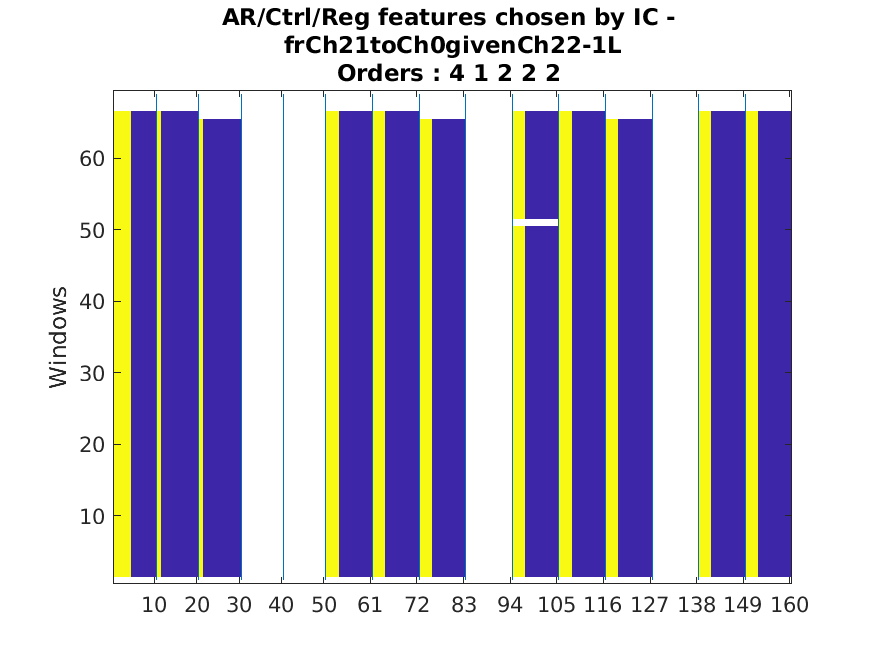 AR/Ctrl/Reg features chosen by IC -
frCh21toCh0givenCh22-1L
Orders : 4 1 2 2 2
Windows
60
50
40
30
20
10
10 20 30 40 50 61 72 83 94 105 116 127 138 149 160